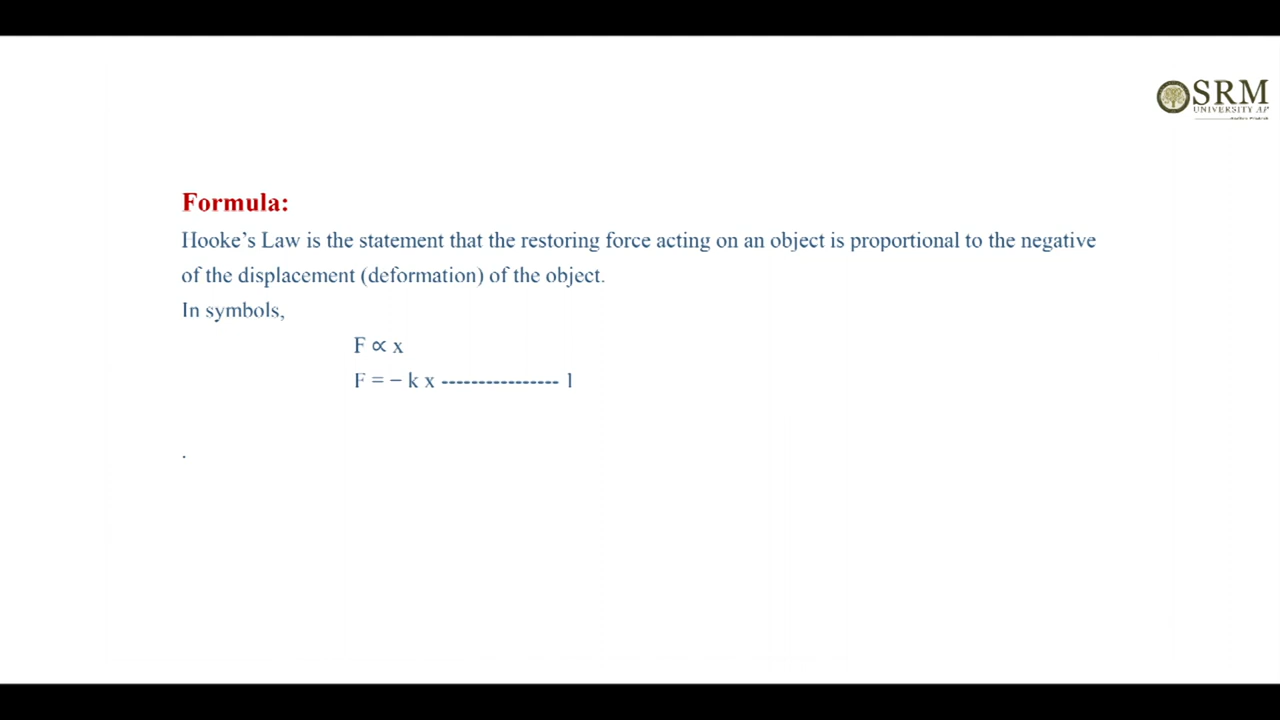 SRM
UNIVERSITY AP
Formula:
Hooke’s Law is the statement that the restoring force acting on an object is proportional to the negative
of the displacement (deformation) of the object.
In symbols,
F ∝ x
F = – k x ---------------- 1
.